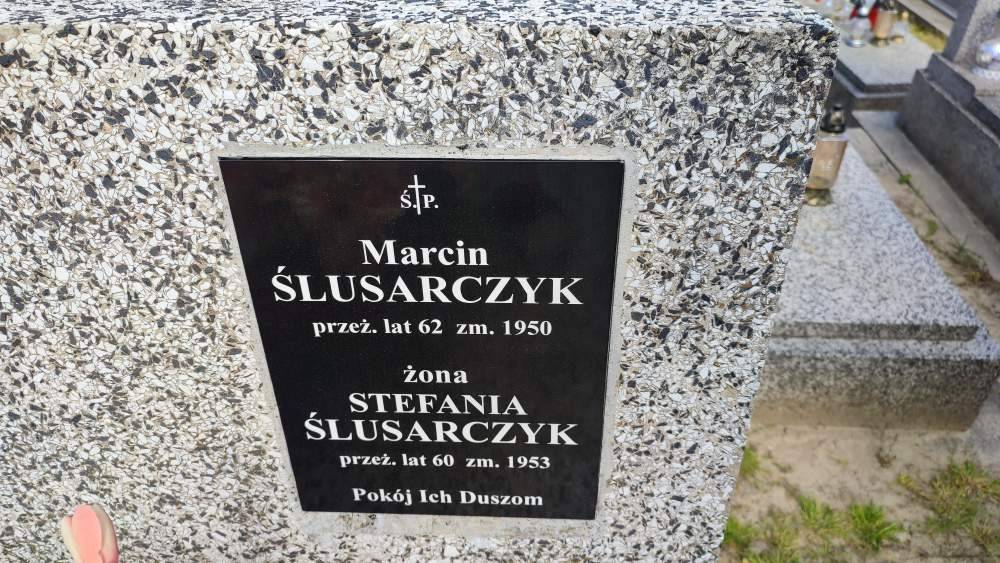 Ś.P.
Marcin
ŚLUSARCZYK
przeż. lat 62 zm. 1950
żona
STEFANIA
ŚLUSARCZYK
przeż. lat 60 zm. 1953
Pokój Ich Duszom